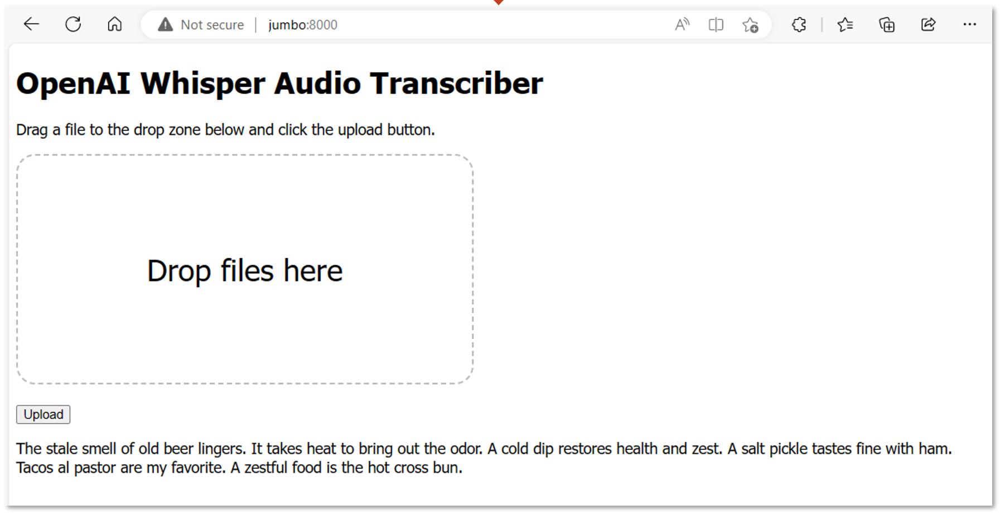 Not secure jumbo:8000
OpenAI Whisper Audio Transcriber
Drag a file to the drop zone below and click the upload button.
Drop files here
Upload
The stale smell of old beer lingers. It takes heat to bring out the odor. A cold dip restores health and zest. A salt pickle tastes fine with ham.
Tacos al pastor are my favorite. A zestful food is the hot cross bun.